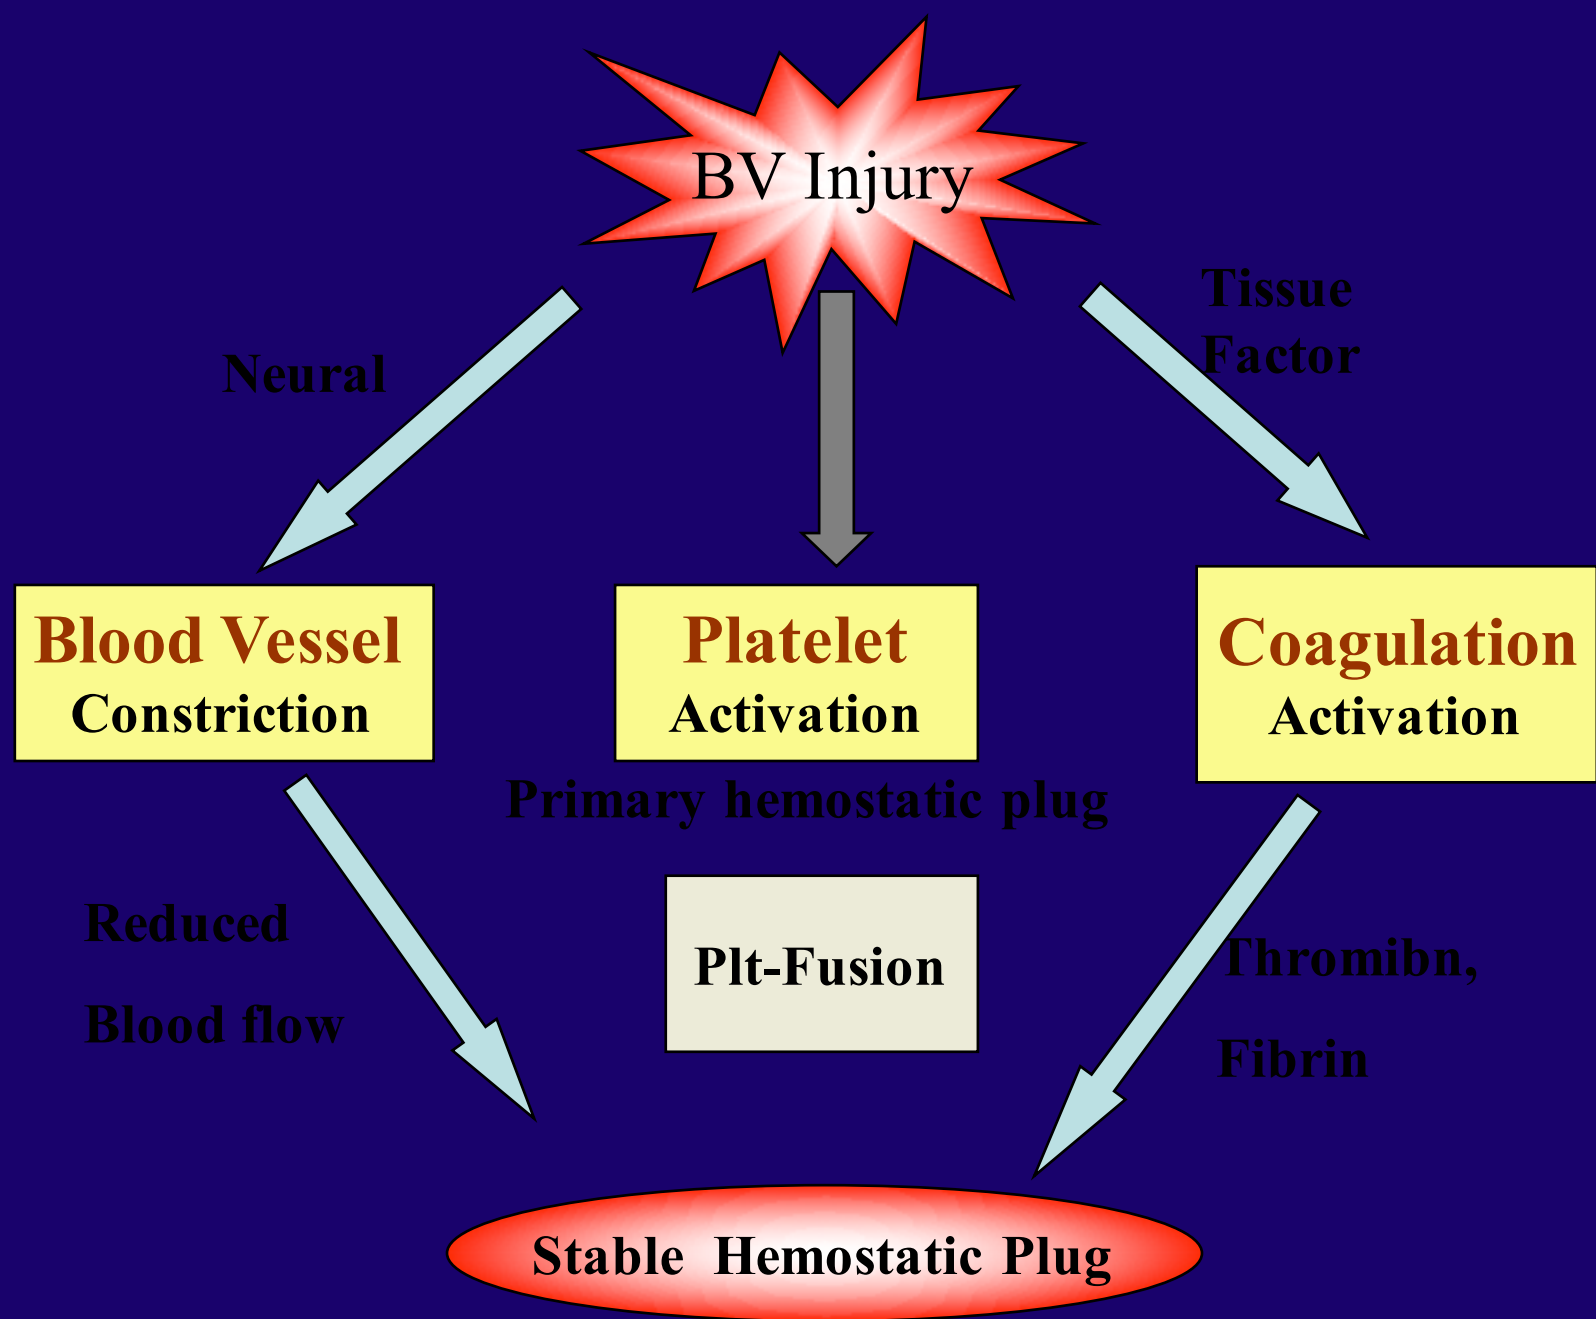 BV Injury
Tissue
Factor
Neural
Blood Vessel
Constriction
Platelet
Activation
Coagulation
Activation
Primary hemostatic plug
Reduced
Blood flow
Plt-Fusion
Thromibn,
Fibrin
Stable Hemostatic Plug